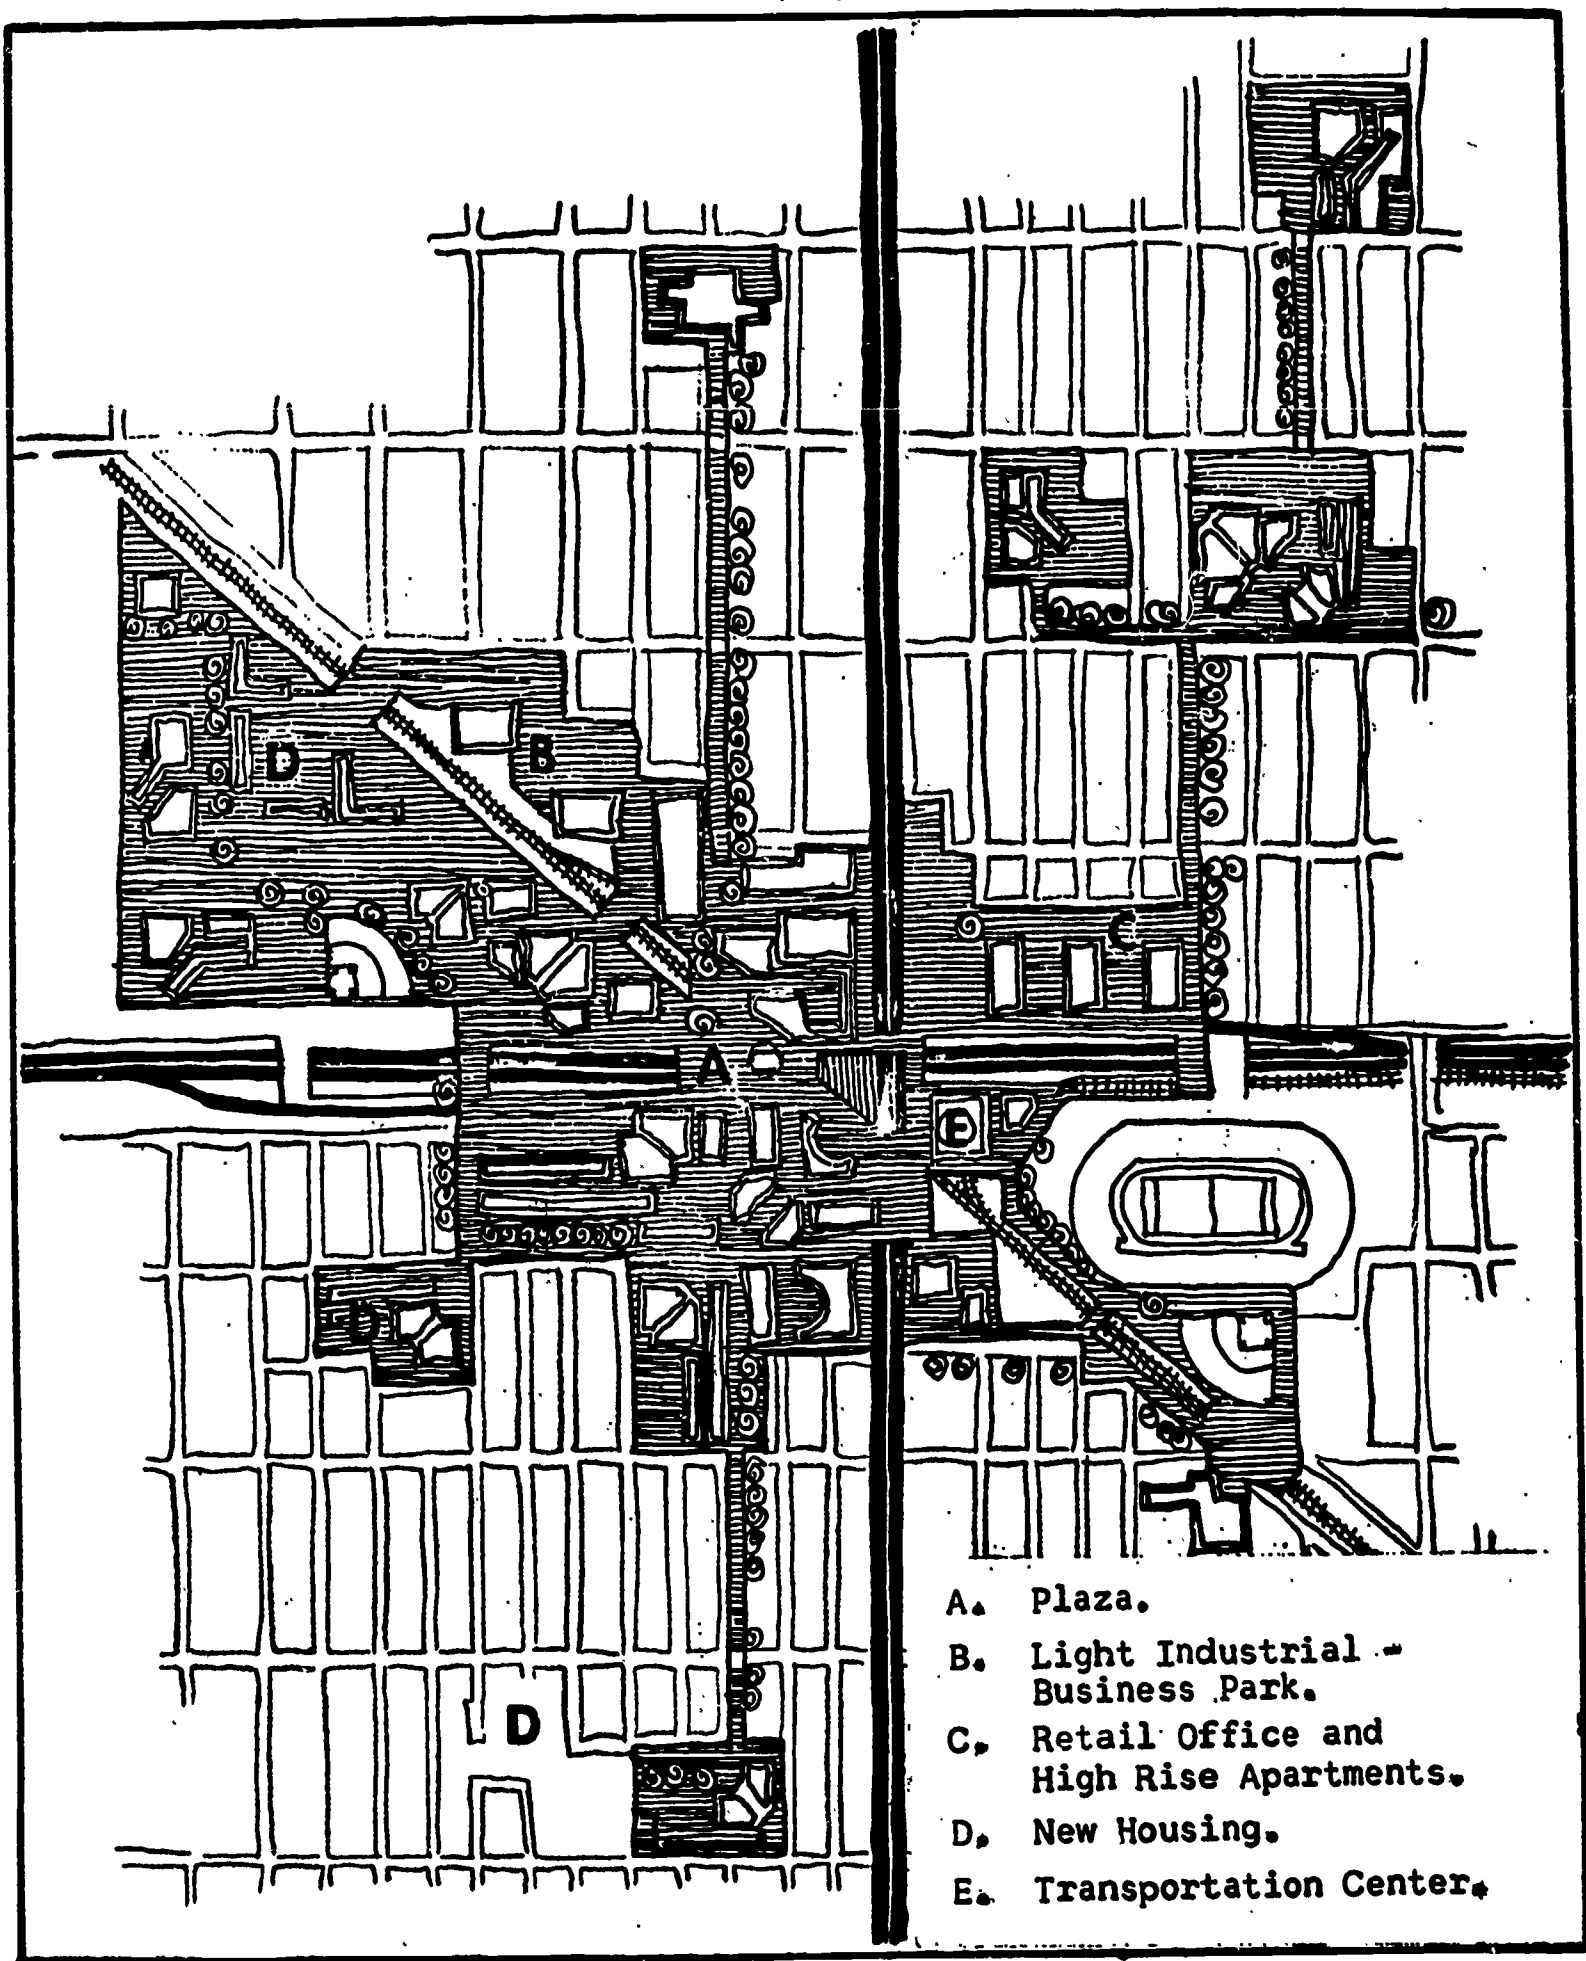 D
B
C
A
E
D
D
A. Plaza.
B. Light Industrial -
Business Park.
C. Retail Office and
High Rise Apartments.
D. New Housing.
E. Transportation Center.